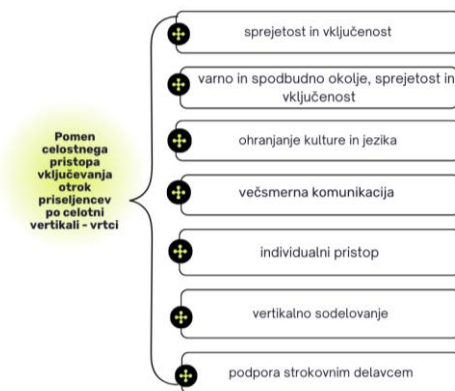 Pomen
celostnega
pristopa
vključevanja
otrok
priseljencev
po celotni
vertikali - vrtci
sprejetost in vključenost
varno in spodbudno okolje, sprejetost in
vključenost
ohranjanje kulture in jezika
večsmerna komunikacija
individualni pristop
vertikalno sodelovanje
podpora strokovnim delavcem